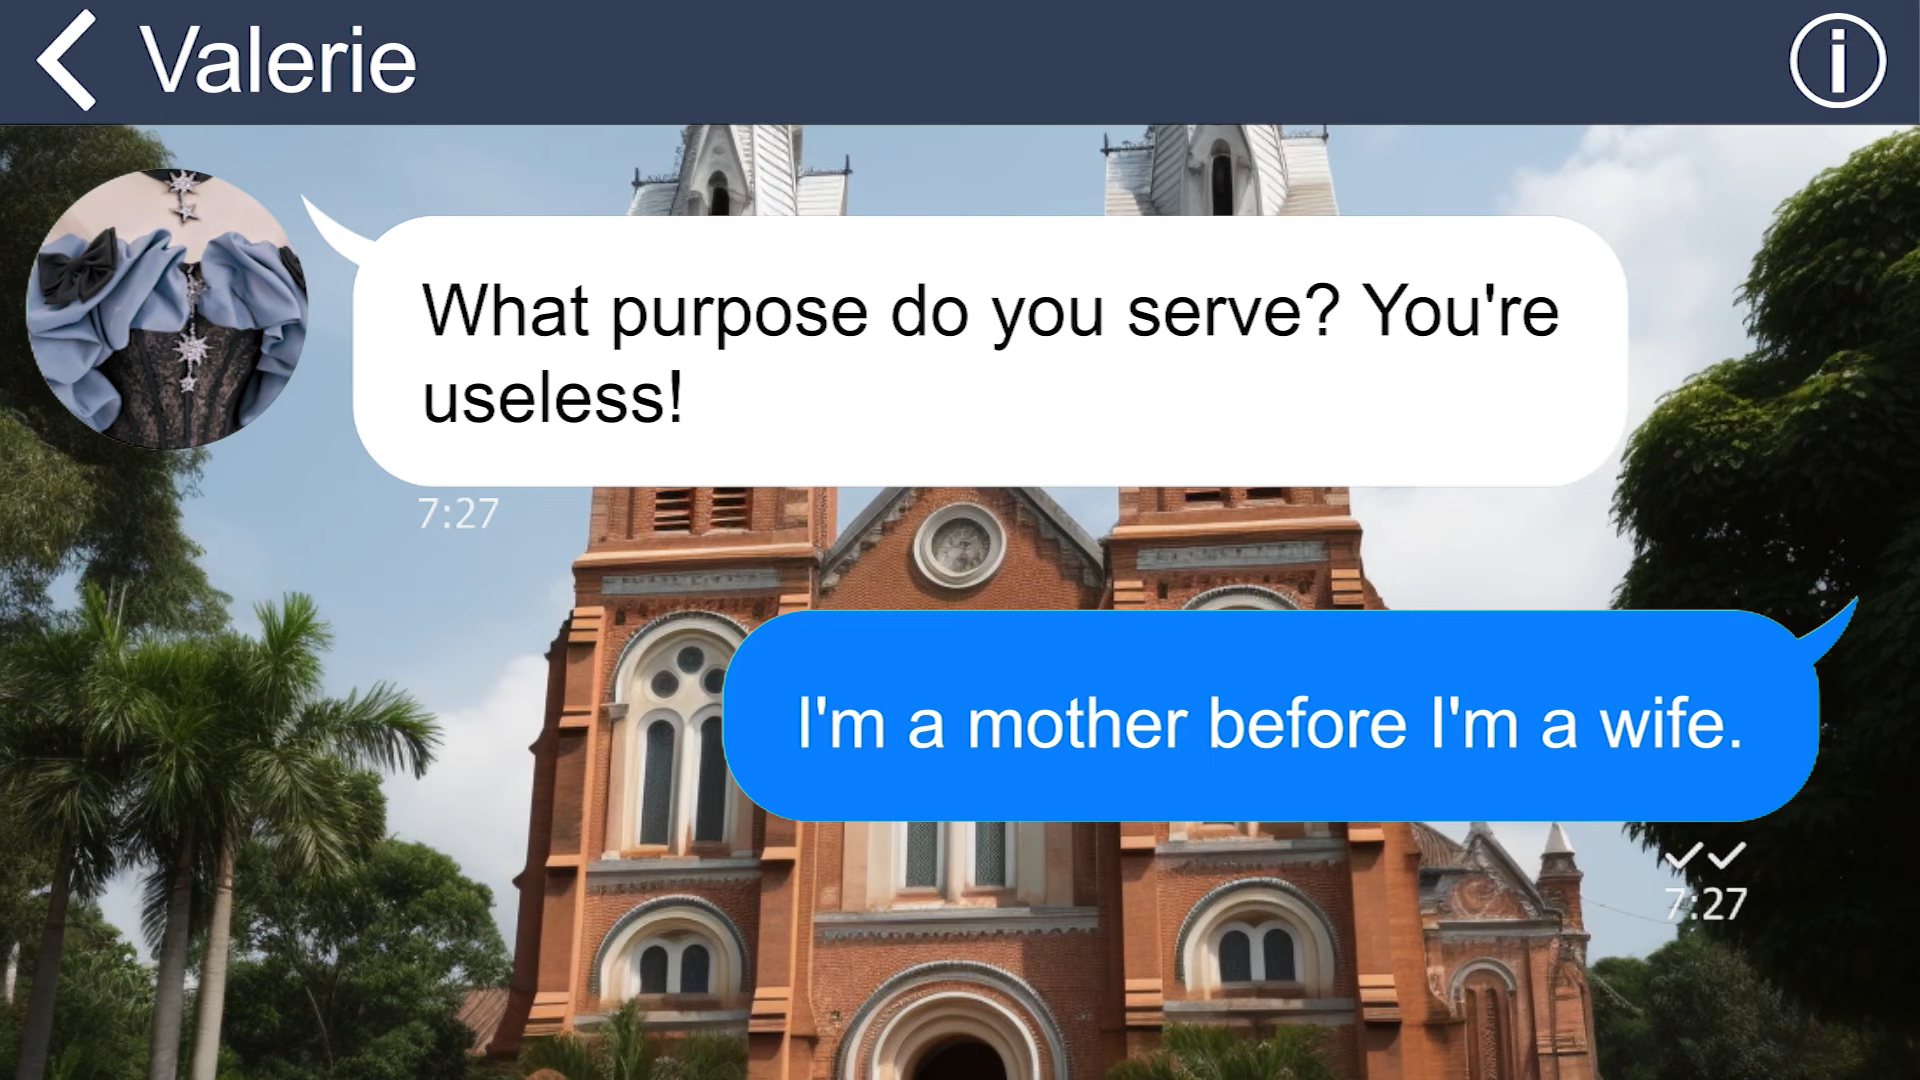 Valerie
What purpose do you serve? You're
useless!
7:27
I'm a mother before I'm a wife.
7:27